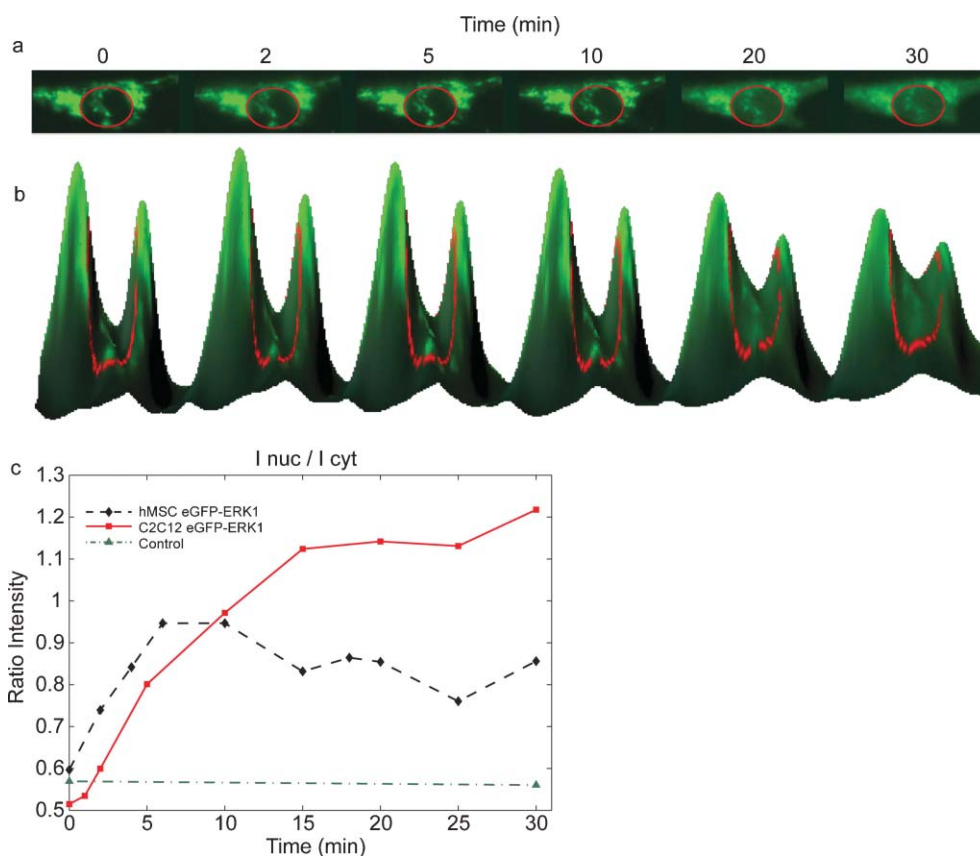 Time (min)
a 0 2 5 10 20 30
b
c I nuc / I cyt
1.3
1.2
1.1
1
0.9
0.8
0.7
0.6
0.5
Ratio Intensity
hMSC eGFP-ERK1
C2C12 eGFP-ERK1
Control
0 5 10 15 20 25 30
Time (min)